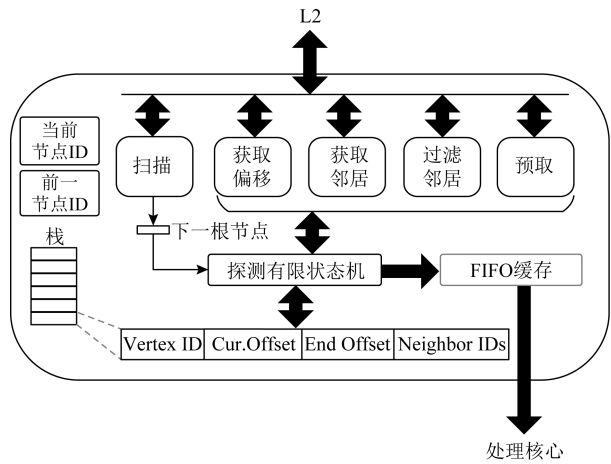 L2
当前
节点ID
前一
节点ID
扫描
获取
偏移
获取
邻居
过滤
邻居
预取
下一根节点
栈
探测有限状态机
FIFO缓存
Vertex ID
Cur.Offset
End Offset
Neighbor IDs
处理核心